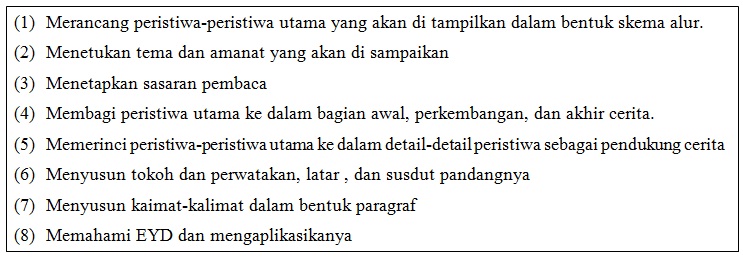 (1) Merancang peristiwa-peristiwa utama yang akan di tampilkan dalam bentuk skema alur.
(2) Menetukan tema dan amanat yang akan di sampaikan
(3) Menetapkan sasaran pembaca
(4) Membagi peristiwa utama ke dalam bagian awal, perkembangan, dan akhir cerita.
(5) Memerinci peristiwa-peristiwa utama ke dalam detail-detail peristiwa sebagai pendukung cerita
(6) Menyusun tokoh dan perwatakan, latar , dan susdut pandangnya
(7) Menyusun kaimat-kalimat dalam bentuk paragraf
(8) Memahami EYD dan mengaplikasikanya